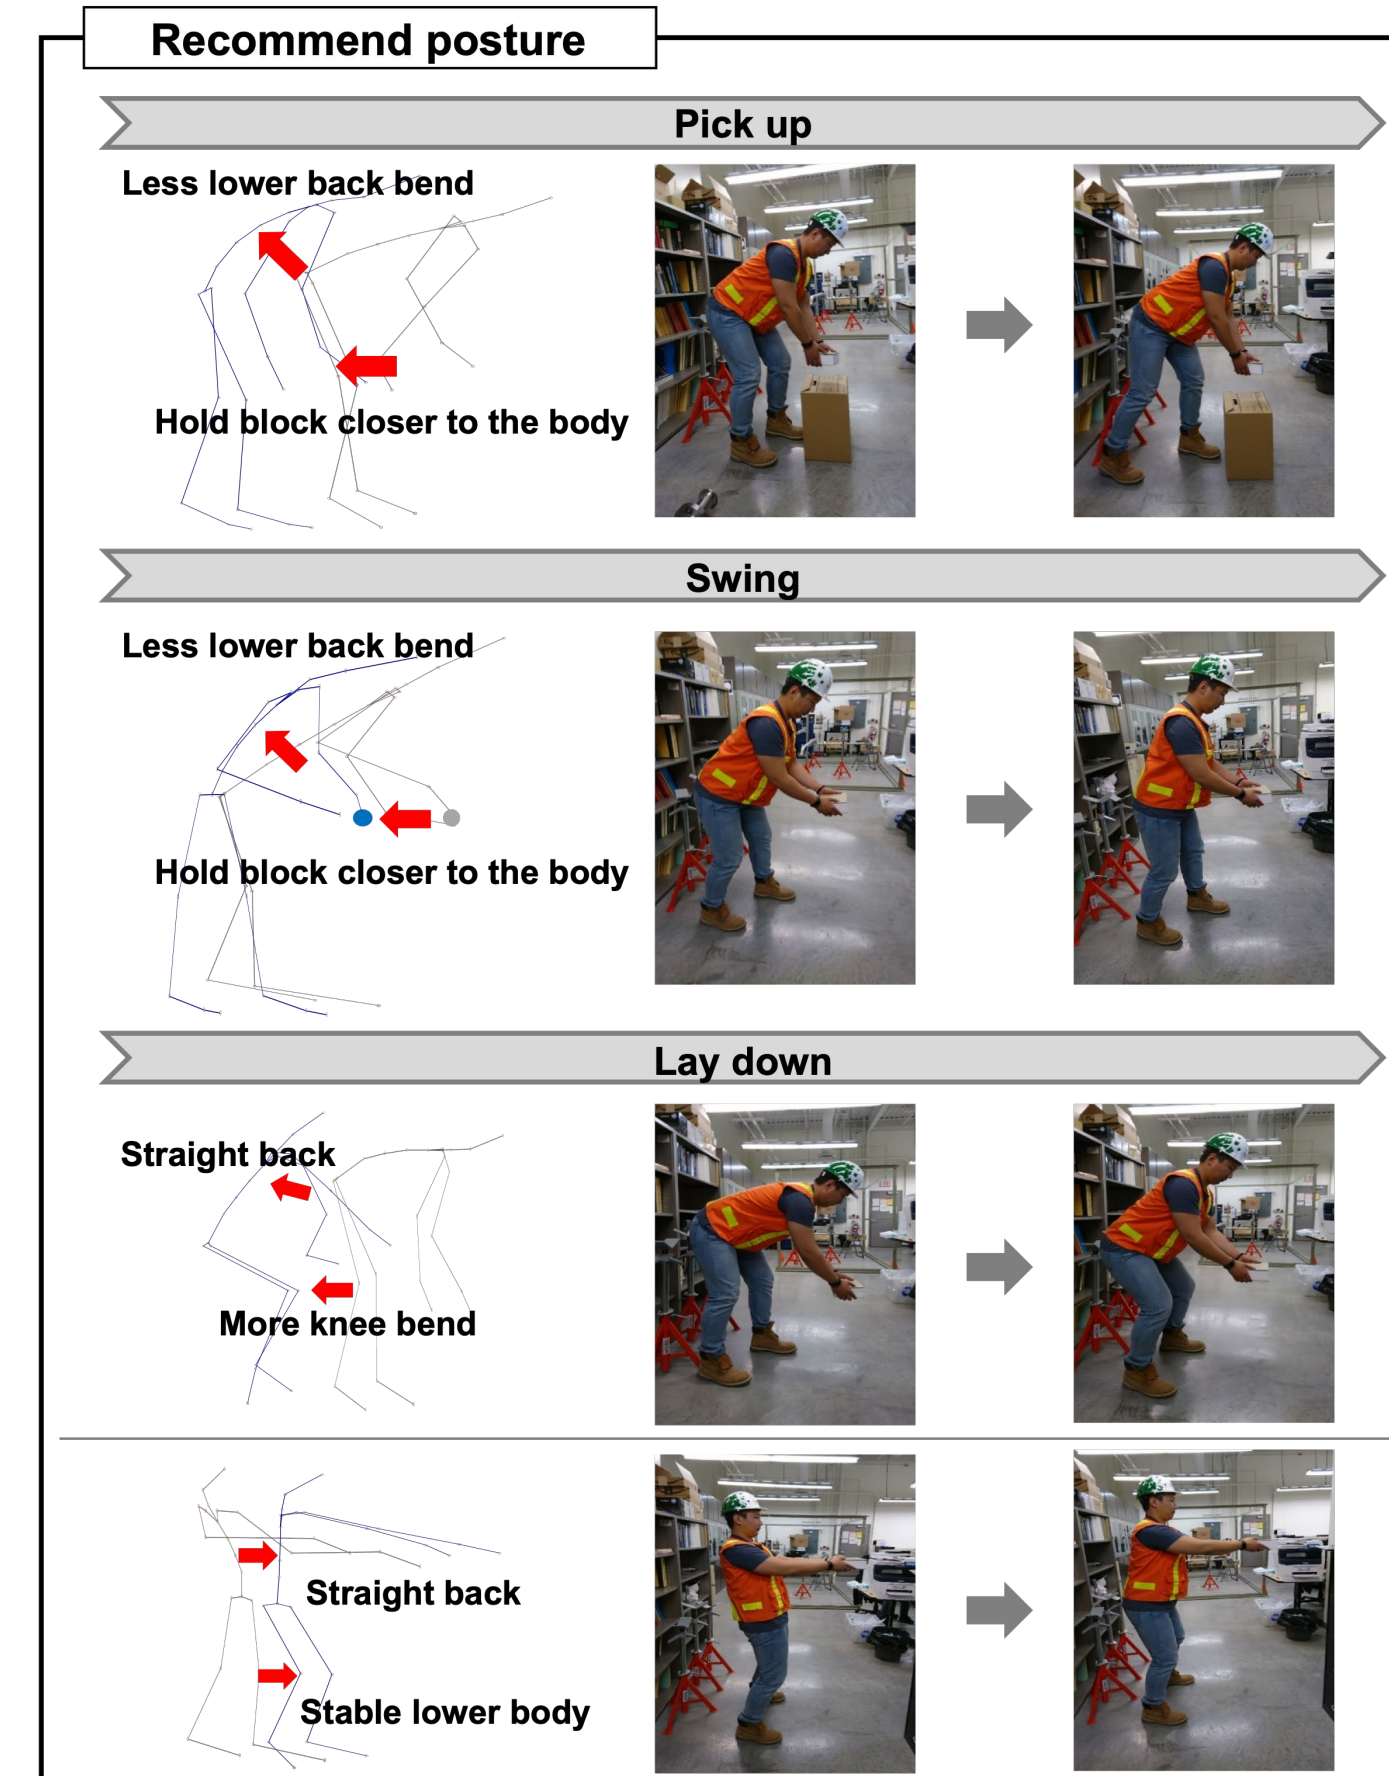 Recommend posture
Pick up
Less lower back bend
Hold block closer to the body
Swing
Less lower back bend
Hold block closer to the body
Lay down
Straight back
More knee bend
Straight back
Stable lower body